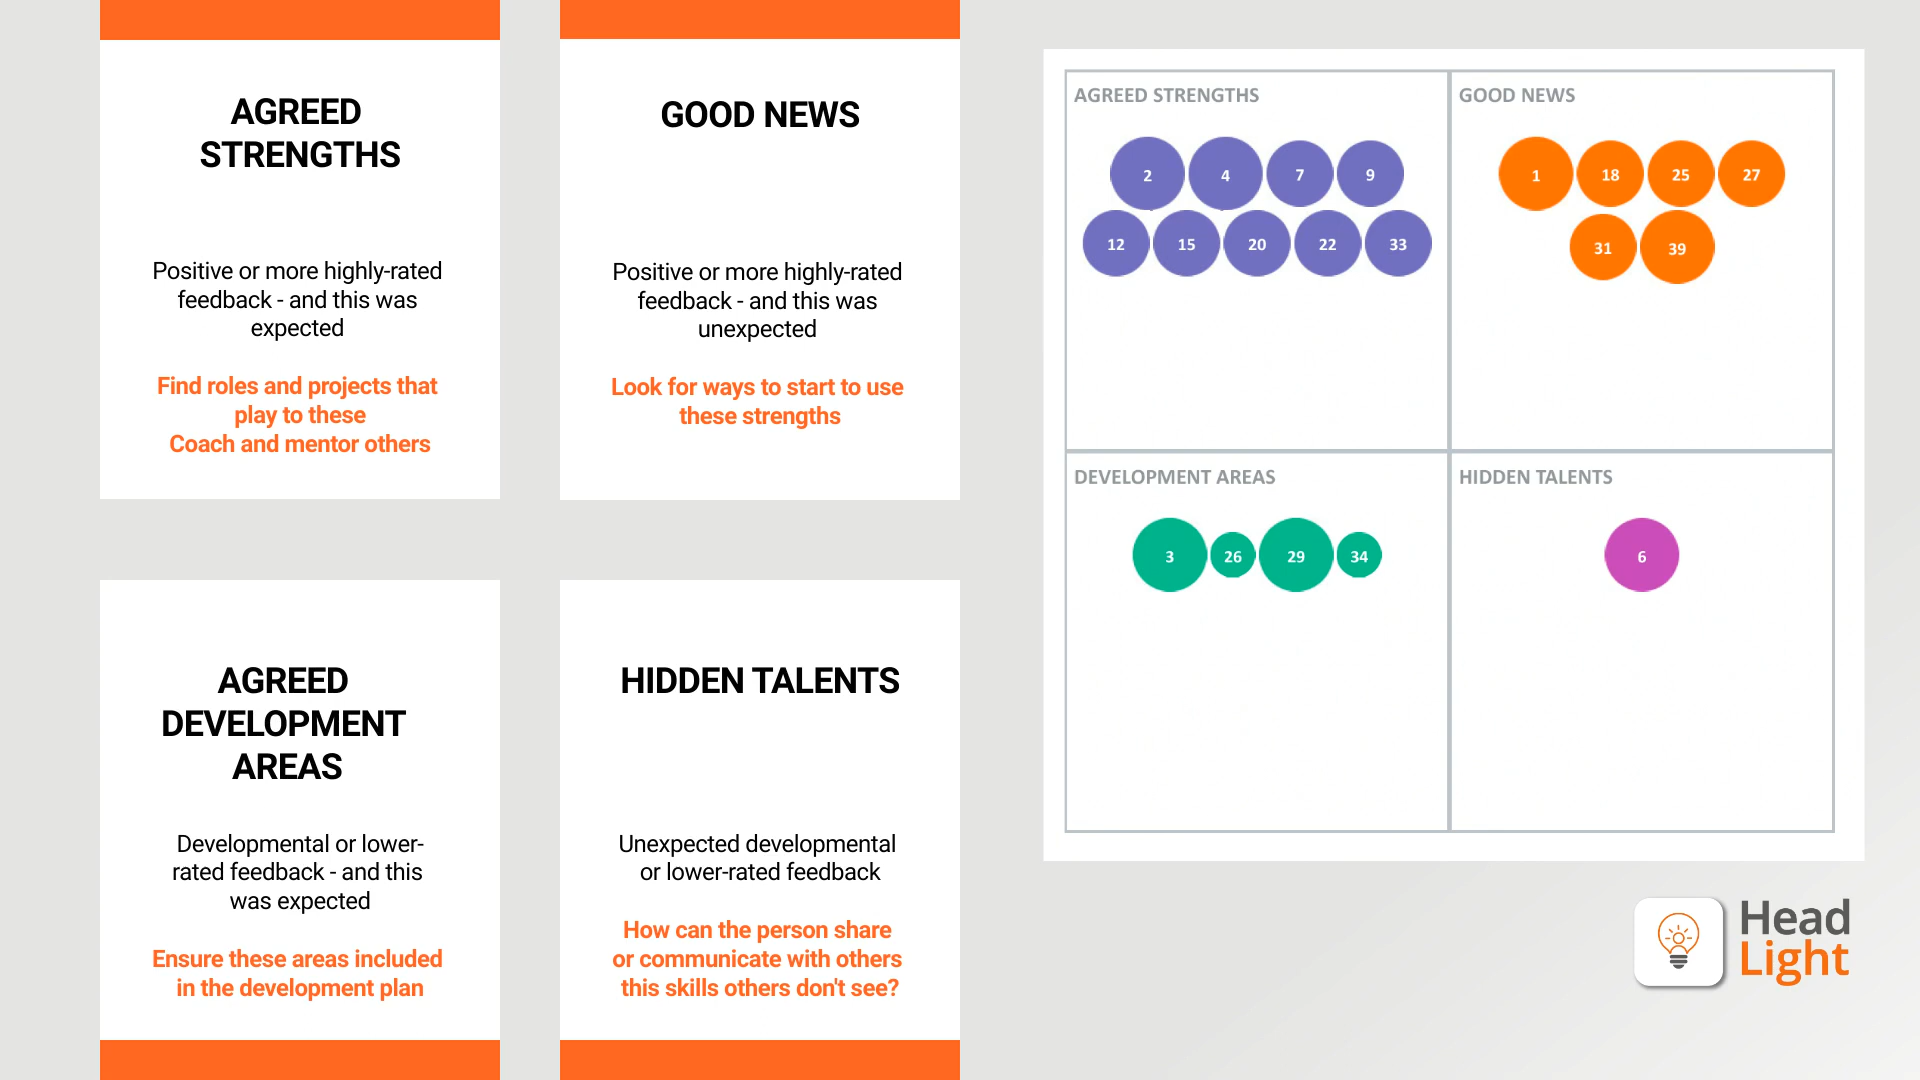 AGREED
STRENGTHS
Positive or more highly-rated
feedback - and this was
expected
Find roles and projects that
play to these
Coach and mentor others
GOOD NEWS
Positive or more highly-rated
feedback - and this was
unexpected
Look for ways to start to use
these strengths
AGREED
DEVELOPMENT
AREAS
Developmental or lower-
rated feedback - and this
was expected
Ensure these areas included
in the development plan
HIDDEN TALENTS
Unexpected developmental
or lower-rated feedback
How can the person share
or communicate with others
this skills others don't see?
AGREED STRENGTHS
2 4 7 9
12 15 20 22 33
GOOD NEWS
1 18 25 27
31 39
DEVELOPMENT AREAS
3 26 29 34
HIDDEN TALENTS
6
Head
Light